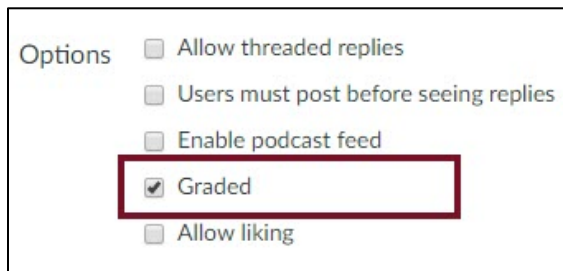 Options
Allow threaded replies
Users must post before seeing replies
Enable podcast feed
Graded
Allow liking